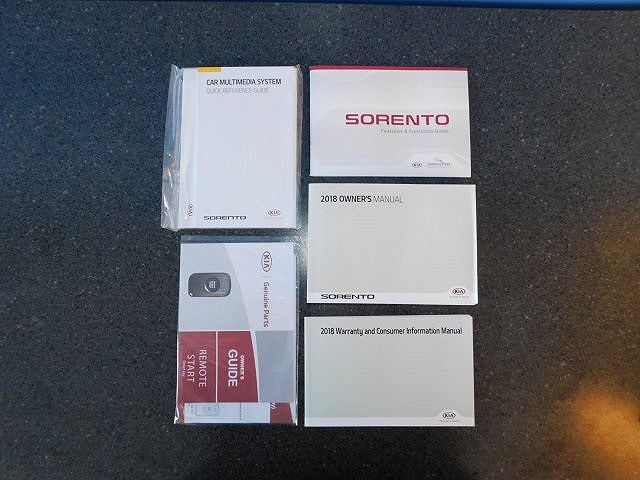 CAR MULTIMEDIA SYSTEM
QUICK REFERENCE GUIDE
SORENTO
KIA
SORENTO
Features & Functions Guide
KIA
2018 OWNER'S MANUAL
SORENTO
KIA
KIA
Genuine Parts
OWNER'S
GUIDE
REMOTE
START
2018 Warranty and Consumer Information Manual
KIA